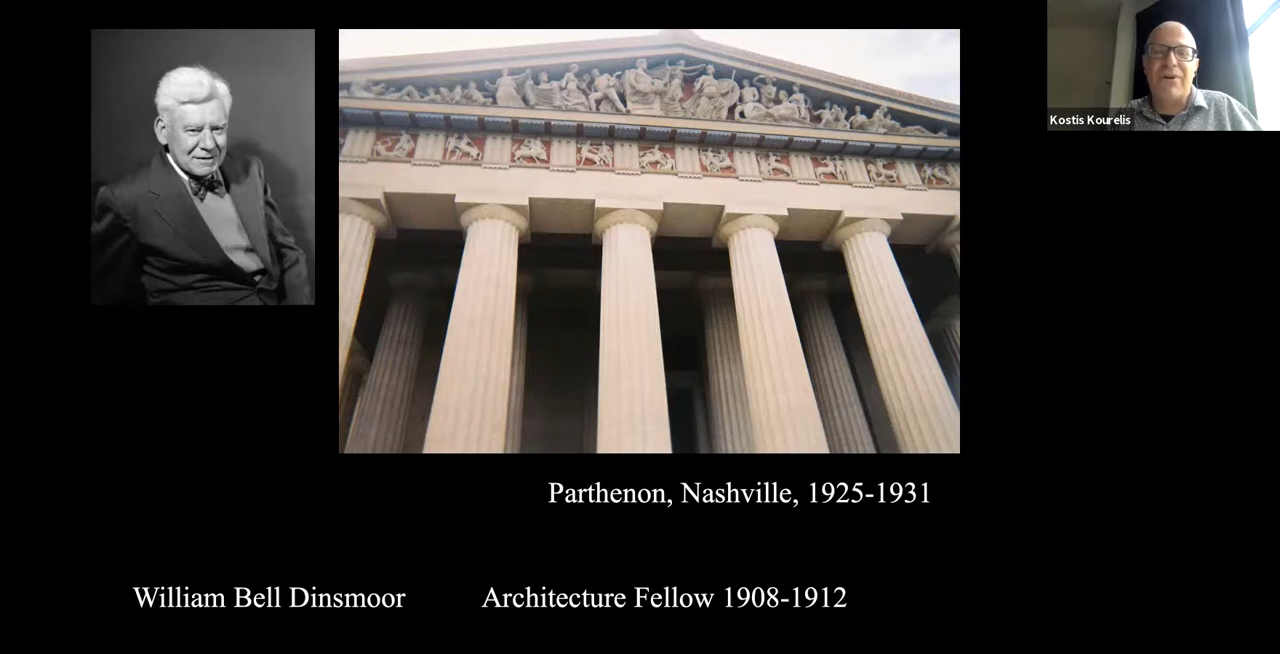 Kostis Kourelis
Parthenon, Nashville, 1925-1931
William Bell Dinsmoor
Architecture Fellow 1908-1912